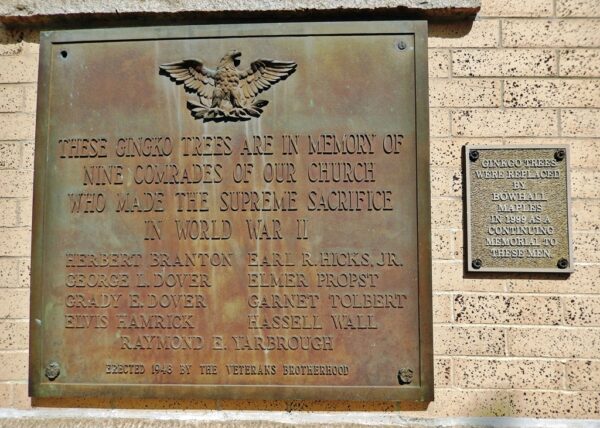 THESE GINGKO TREES ARE IN MEMORY OF
NINE COMRADES OF OUR CHURCH
WHO MADE THE SUPREME SACRIFICE
IN WORLD WAR II
HERBERT BRANTON EARL R. HICKS, JR.
GEORGE L. DOVER ELMER PROPST
GRADY E. DOVER GARNET TOLBERT
ELVIS HAMRICK HASSELL WALL
RAYMOND E. YARBROUGH
ERECTED 1948 BY THE VETERANS BROTHERHOOD
GINKGO TREES
WERE REPLACED
BY
BOWHALL
MAPLES
IN 1999 AS A
CONTINUING
MEMORIAL TO
THESE MEN.